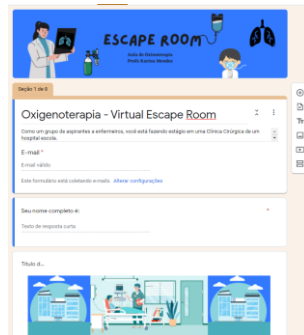 ESCAPE ROOM
Aula de Oxigenoterapia
Profa Karina Mendes
Seção 1 de 8
Oxigenoterapia - Virtual Escape Room
Como um grupo de aspirantes a enfermeiros, você está fazendo estágio em uma Clínica Cirúrgica de um
hospital escola.
E-mail *
E-mail válido
Este formulário está coletando e-mails. Alterar configurações
Seu nome completo é: *
Texto de resposta curta
Título d...